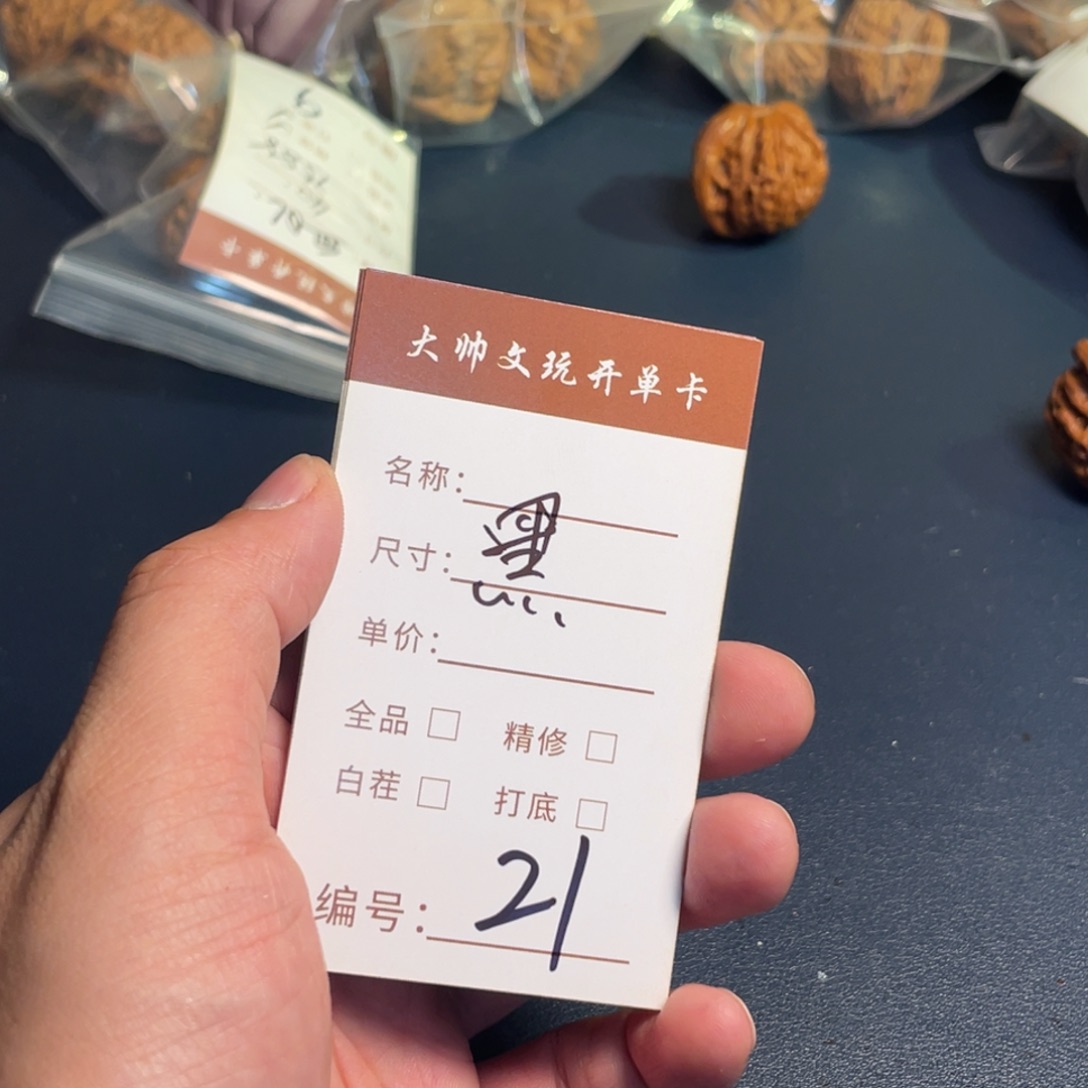 大帅文玩开单卡
名称：
黑
尺寸：
单价：
全品 □ 精修 □
白茬 □ 打底 □
编号： 21